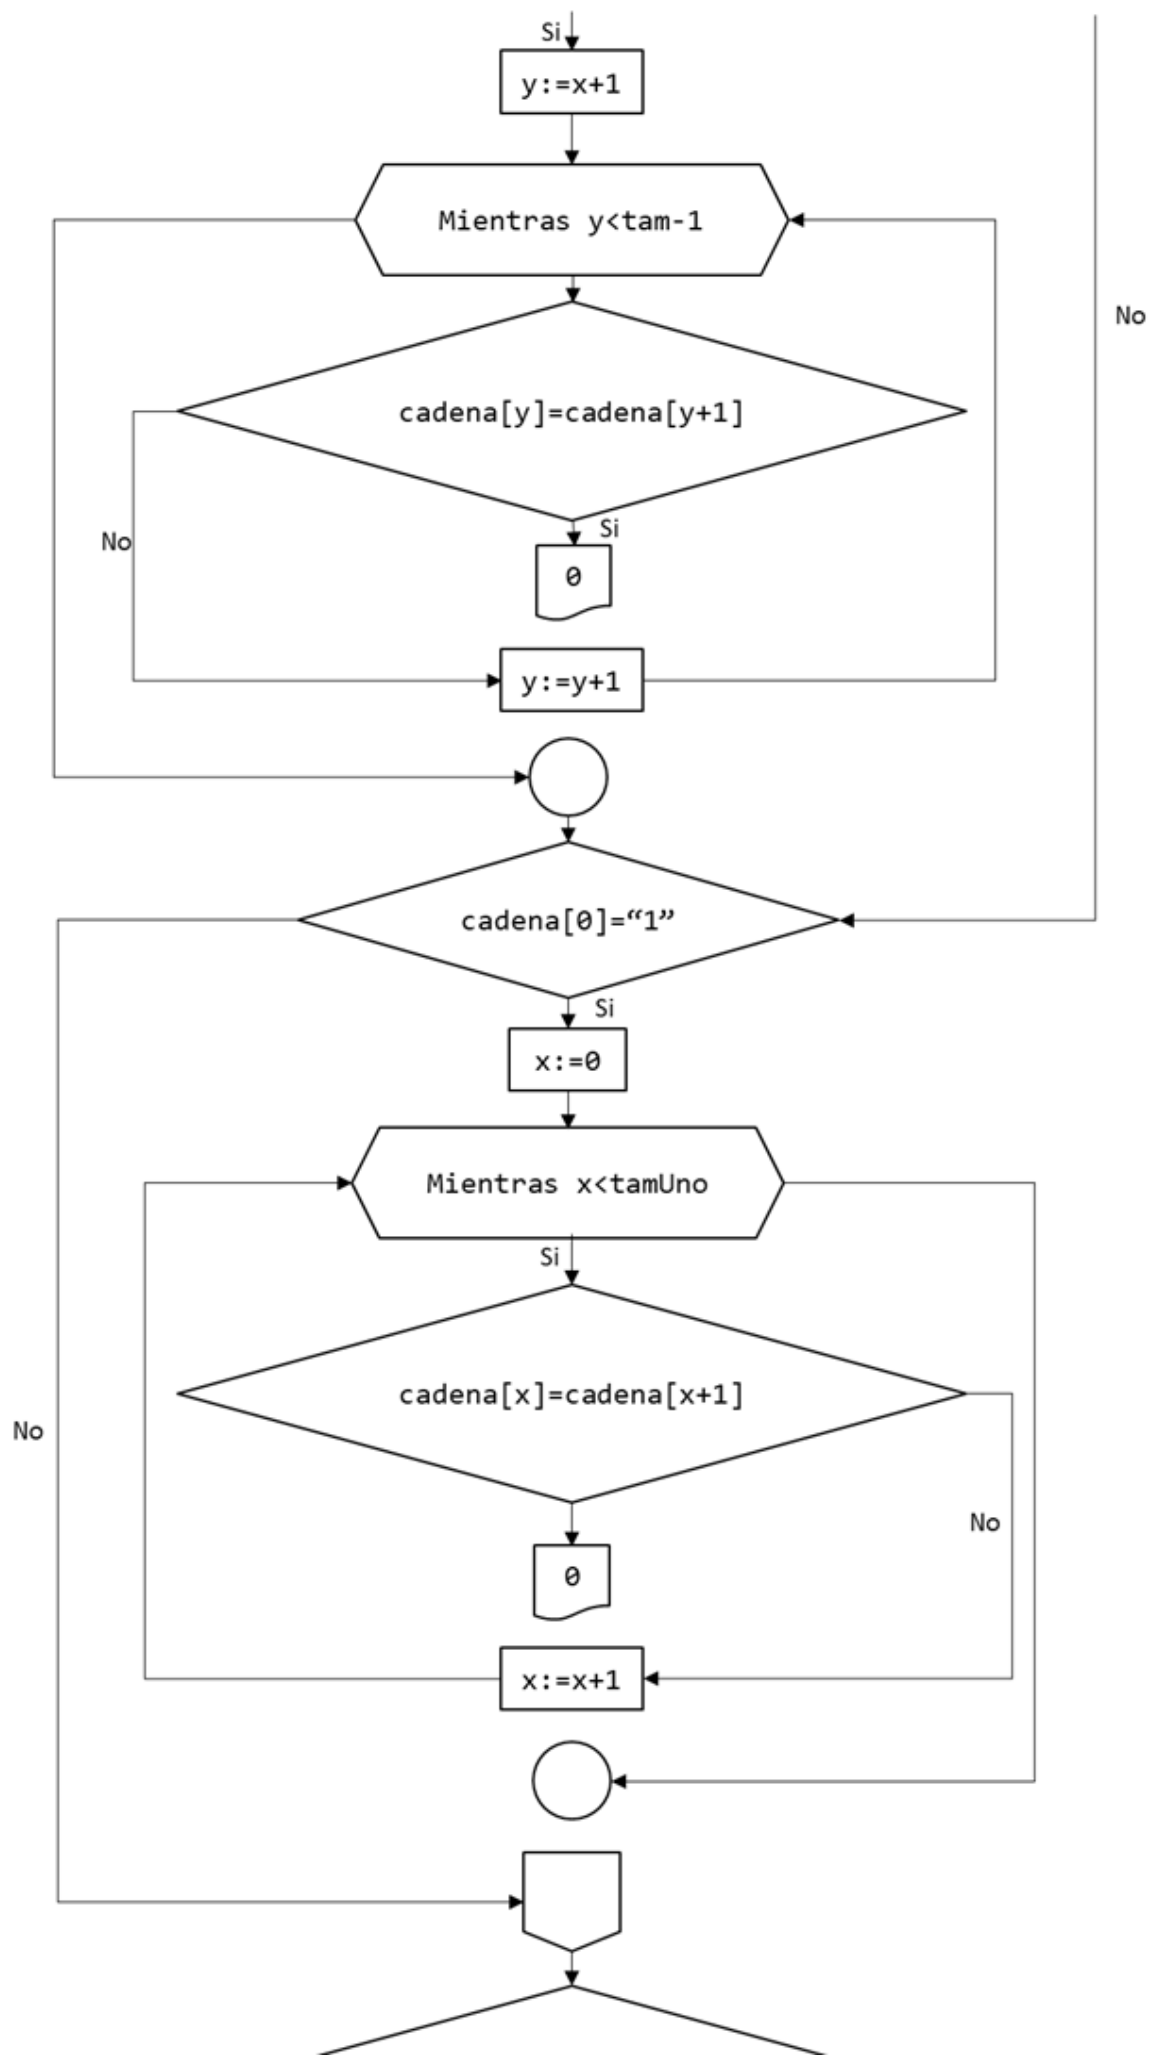 Si
y:=x+1
Mientras y<tam-1
No
cadena[y]=cadena[y+1]
Si
No
0
y:=y+1
cadena[0]=“1”
Si
x:=0
Mientras x<tamUno
Si
cadena[x]=cadena[x+1]
No
No
0
x:=x+1